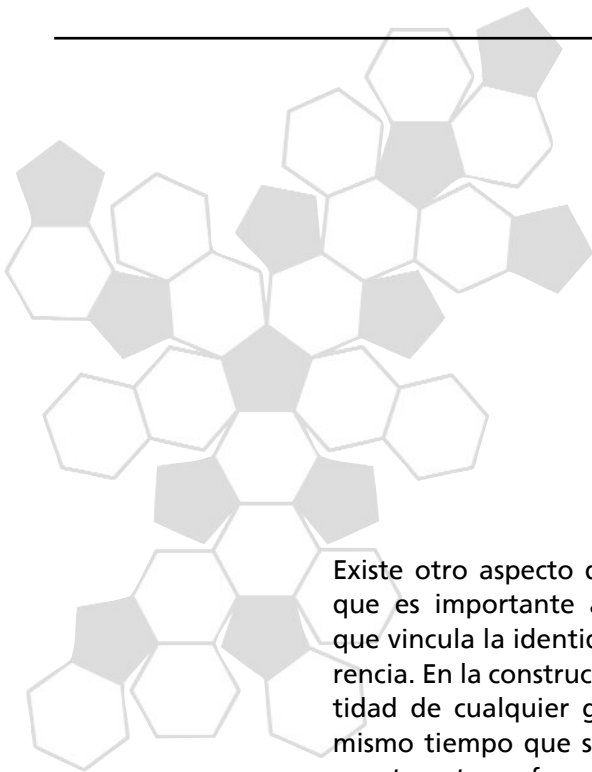 Existe otro aspecto
que es importante a
que vincula la identid
rencia. En la construc
tidad de cualquier g
mismo tiempo que s